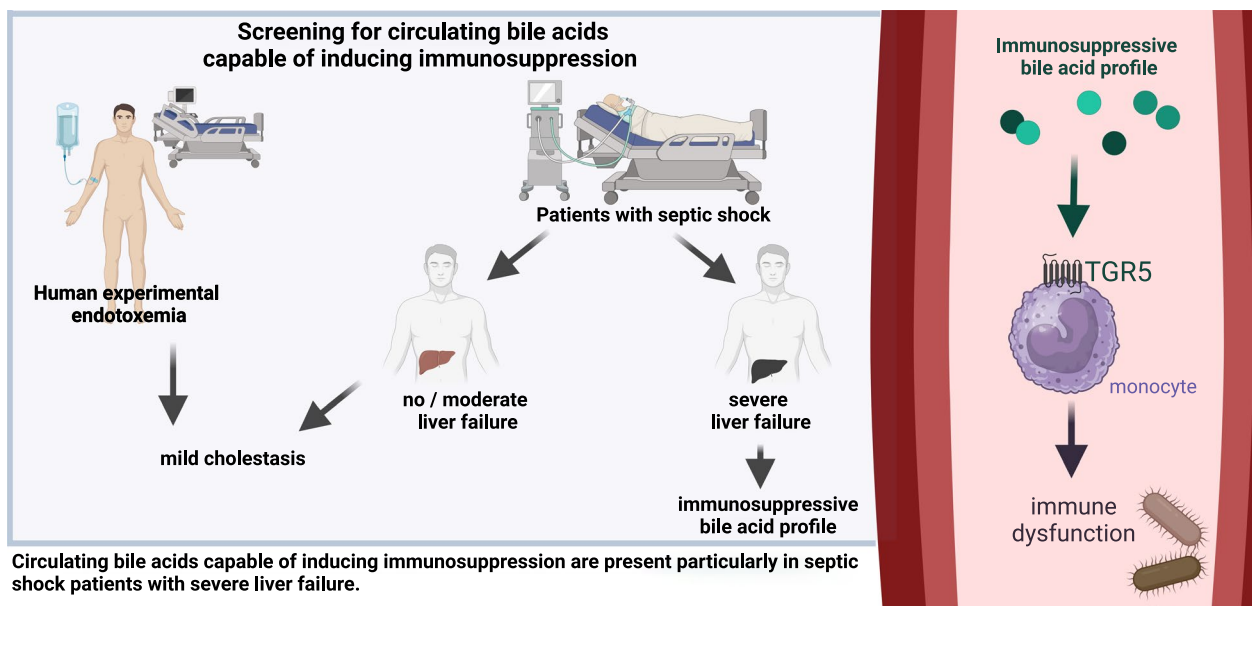 Screening for circulating bile acids
capable of inducing immunosuppression
Patients with septic shock
Human experimental
endotoxemia
no / moderate
liver failure
severe
liver failure
mild cholestasis
immunosuppressive
bile acid profile
Circulating bile acids capable of inducing immunosuppression are present particularly in septic
shock patients with severe liver failure.
Immunosuppressive
bile acid profile
TGR5
monocyte
immune
dysfunction